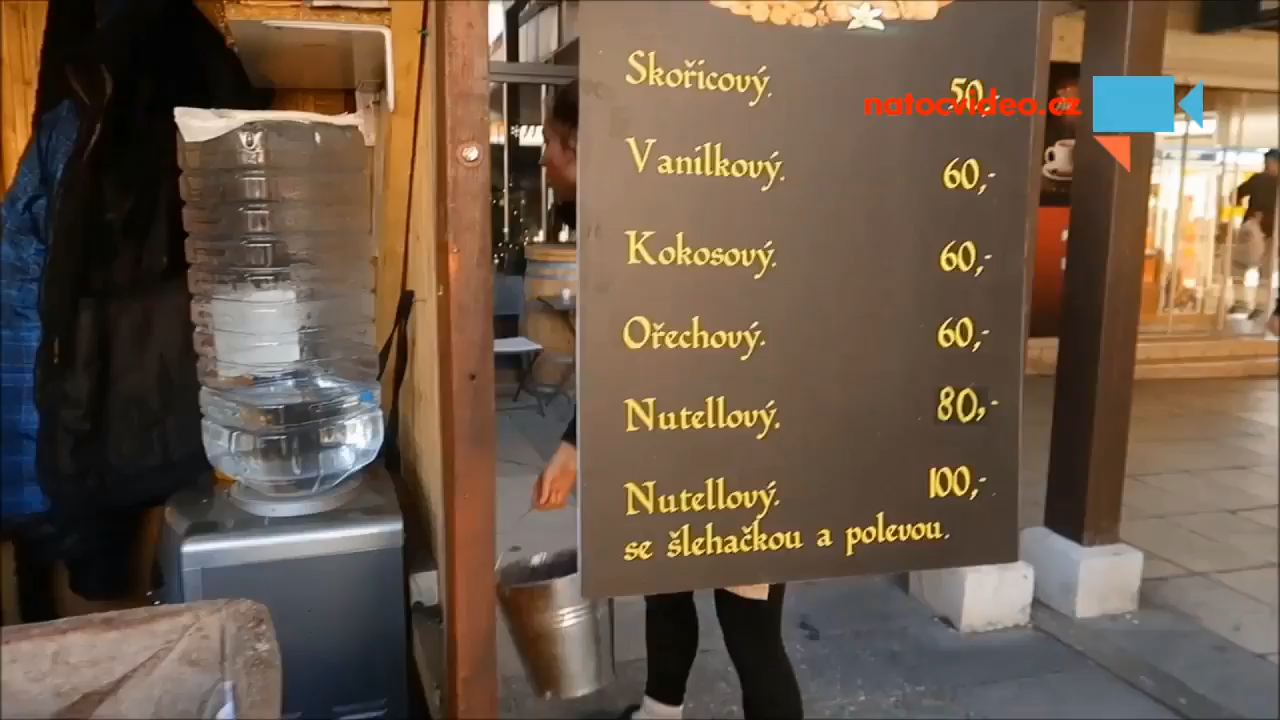 Skořicový. 50,-
natocvideo.cz
Vanilkový. 60,-
Kokosový. 60,-
Ořechový. 60,-
Nutellový. 80,-
Nutellový. 100,-
se šlehačkou a polevou.